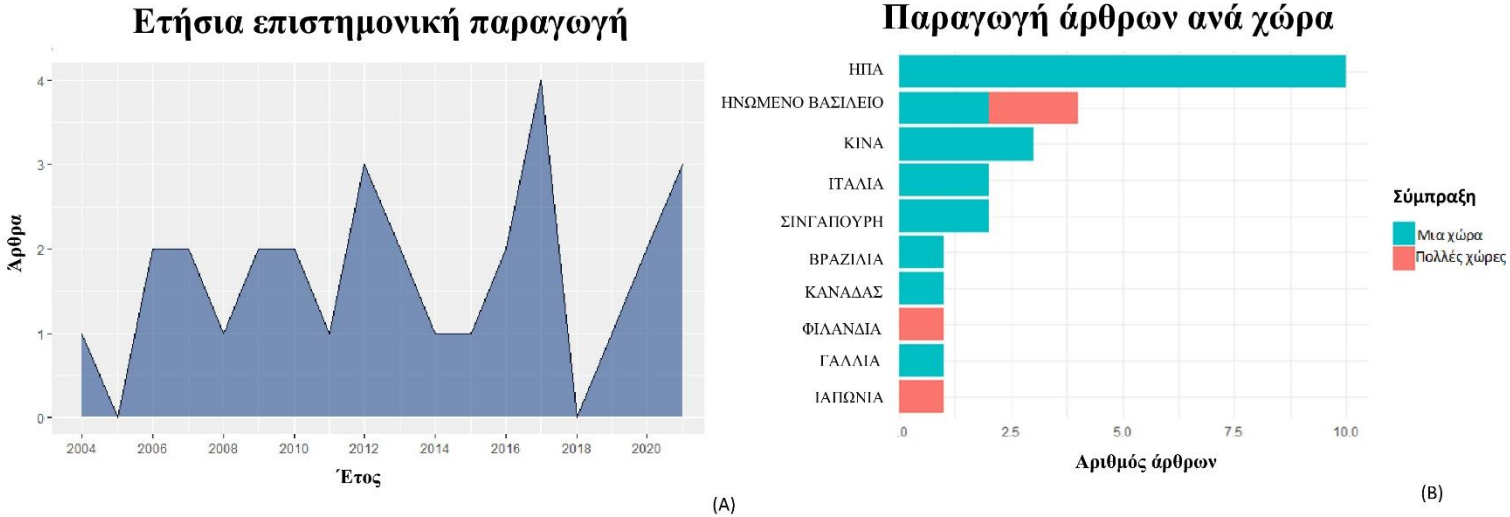 Ετήσια επιστημονική παραγωγή
Άρθρα
4
3
2
1
0
2004 2006 2008 2010 2012 2014 2016 2018 2020
Έτος
(A)
Παραγωγή άρθρων ανά χώρα
ΗΠΑ
ΗΝΩΜΕΝΟ ΒΑΣΙΛΕΙΟ
ΚΙΝΑ
ΙΤΑΛΙΑ
ΣΙΝΓΑΠΟΥΡΗ
ΒΡΑΖΙΛΙΑ
ΚΑΝΑΔΑΣ
ΦΙΛΑΝΔΙΑ
ΓΑΛΛΙΑ
ΙΑΠΩΝΙΑ
.0 2.5 5.0 7.5 10.0
Αριθμός άρθρων
Σύμπραξη
Μια χώρα
Πολλές χώρες
(B)